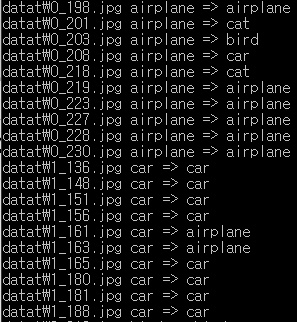 datat₩0_198.jpg airplane => airplane
datat₩0_201.jpg airplane => cat
datat₩0_203.jpg airplane => bird
datat₩0_208.jpg airplane => car
datat₩0_218.jpg airplane => cat
datat₩0_219.jpg airplane => airplane
datat₩0_223.jpg airplane => airplane
datat₩0_227.jpg airplane => airplane
datat₩0_228.jpg airplane => airplane
datat₩0_230.jpg airplane => airplane
datat₩1_136.jpg car => car
datat₩1_148.jpg car => car
datat₩1_151.jpg car => car
datat₩1_156.jpg car => car
datat₩1_161.jpg car => airplane
datat₩1_163.jpg car => airplane
datat₩1_165.jpg car => car
datat₩1_180.jpg car => car
datat₩1_181.jpg car => car
datat₩1_188.jpg car => car